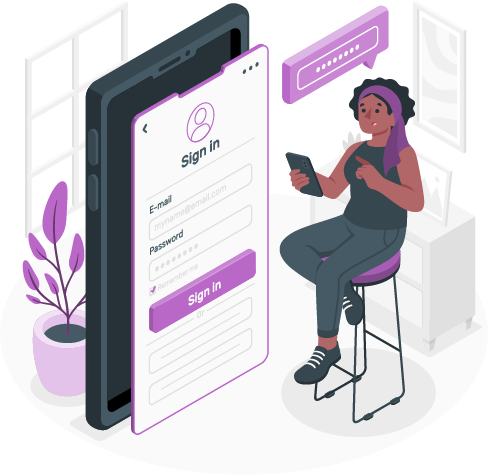 Sign in
E-mail
myname@email.com
Password
********
Remember me
Sign in
Or